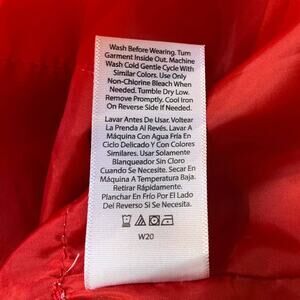 Wash Before Wearing. Turn
Garment Inside Out. Machine
Wash Cold Gentle Cycle With
Similar Colors. Use Only
Non-Chlorine Bleach When
Needed. Tumble Dry Low.
Remove Promptly. Cool Iron
On Reverse Side If Needed.
Lavar Antes De Usar. Voltear
La Prenda Al Revés. Lavar A
Máquina Con Agua Fría En
Ciclo Delicado Y Con Colores
Similares. Usar Solamente
Blanqueador Sin Cloro
Cuando Se Necesite. Secar En
Máquina A Temperatura Baja.
Retirar Rápidamente.
Planchar En Frío Por El Lado
Del Reverso Si Se Necesita.
W20